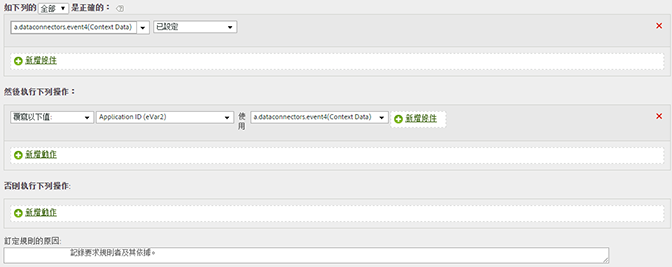 如下列的 全部 是正確的：
a.dataconnectors.event4(Context Data) 已設定
新增條件
然後執行下列操作：
覆寫以下值: Application ID (eVar2) 使用 a.dataconnectors.event4(Context Data) 新增條件
新增動作
否則執行下列操作:
新增動作
訂定規則的原因:
記錄要求規則者及其依據。